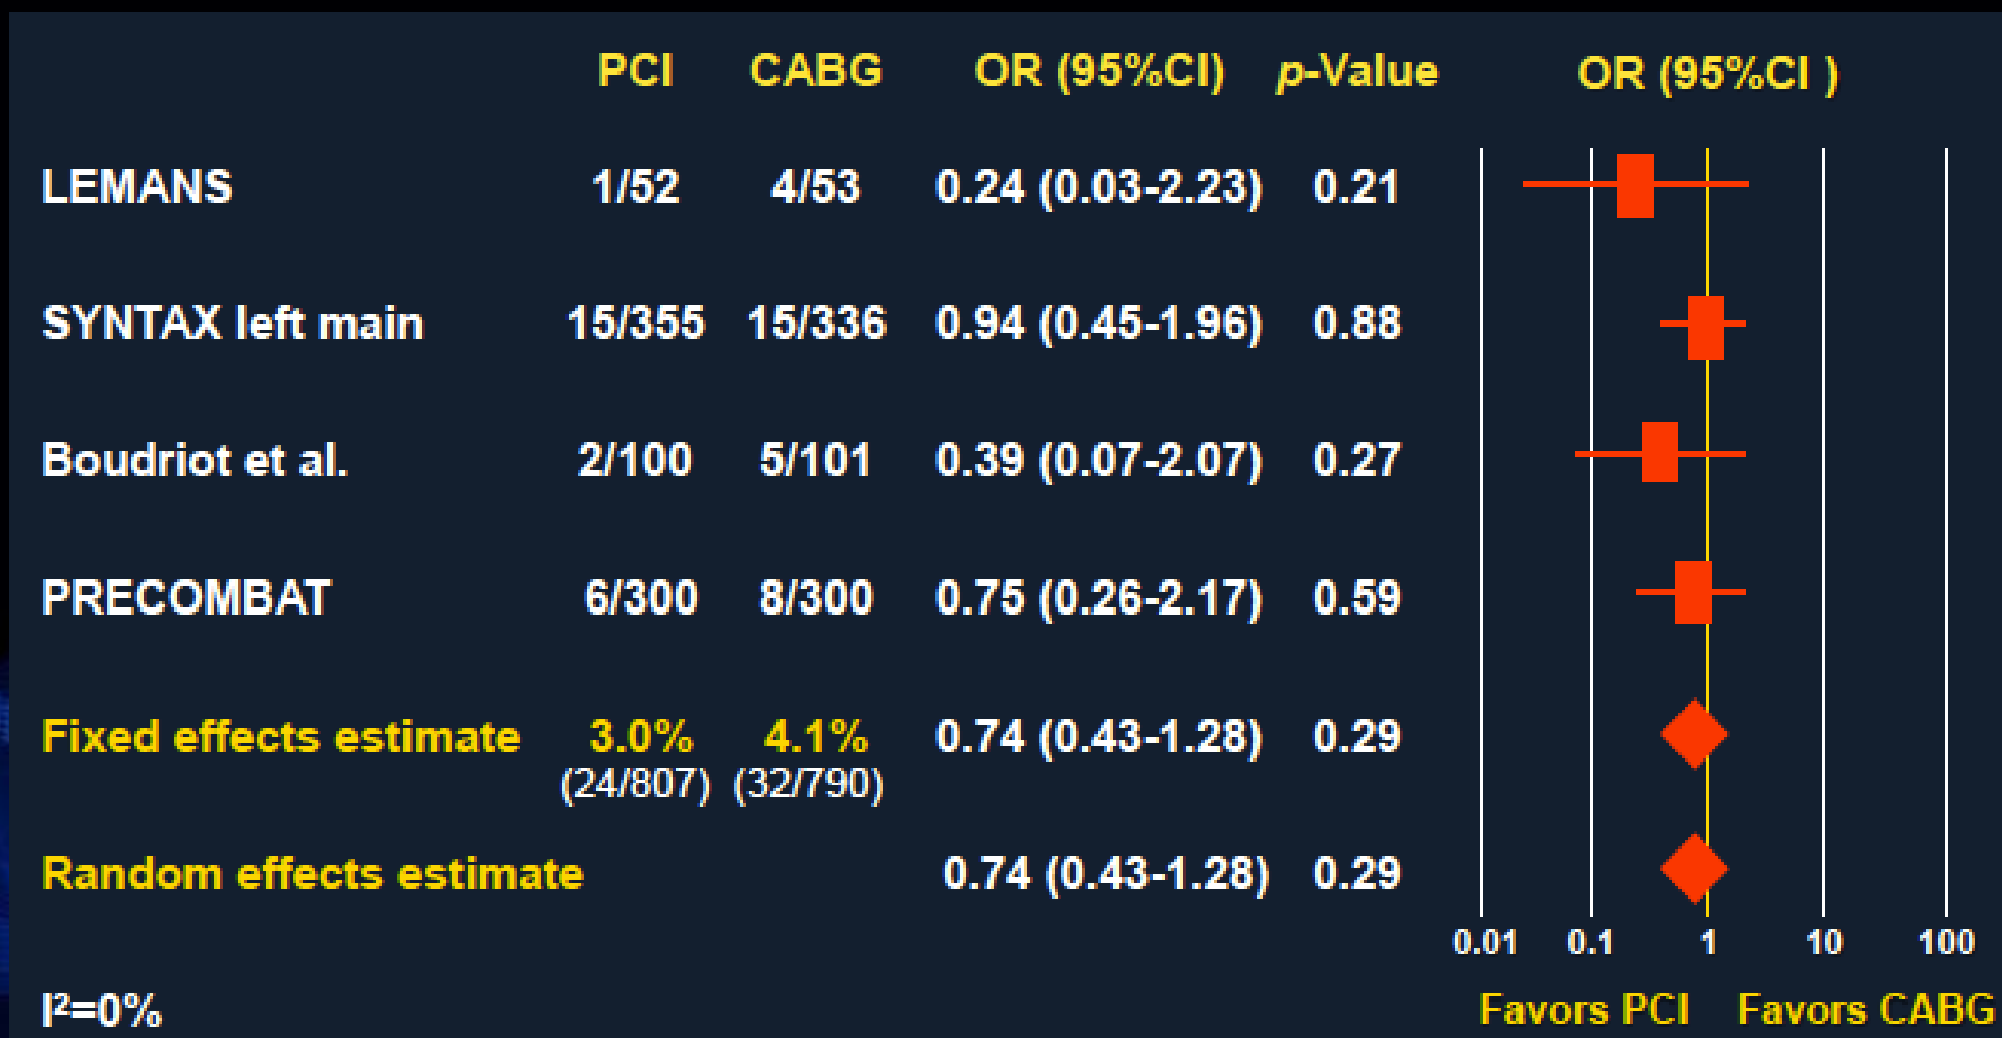 PCI CABG OR (95%CI) p-Value OR (95%CI )
LEMANS 1/52 4/53 0.24 (0.03-2.23) 0.21
SYNTAX left main 15/355 15/336 0.94 (0.45-1.96) 0.88
Boudriot et al. 2/100 5/101 0.39 (0.07-2.07) 0.27
PRECOMBAT 6/300 8/300 0.75 (0.26-2.17) 0.59
Fixed effects estimate 3.0% 4.1% 0.74 (0.43-1.28) 0.29
(24/807) (32/790)
Random effects estimate 0.74 (0.43-1.28) 0.29
0.01 0.1 1 10 100
I²=0% Favors PCI Favors CABG